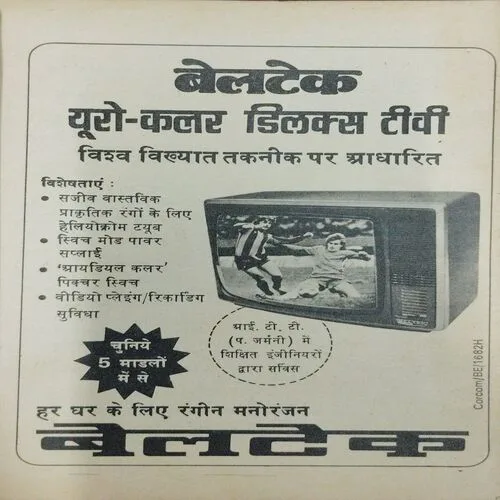 बेलटेक
यूरो-कलर डिलक्स टीवी
विश्व विख्यात तकनीक पर आधारित
विशेषताएं :
• सजीव वास्तविक
प्राकृतिक रंगों के लिए
हेलियोक्रोम ट्यूब
• स्विच मोड पावर
सप्लाई
• 'आयडियल कलर'
पिक्चर स्विच
• वीडियो प्लेइंग/रिकार्डिंग
सुविधा
चुनिये
5 माडलों
में से
आई. टी. टी.
(प. जर्मनी) में
शिक्षित इंजीनियरों
द्वारा सर्विस
Corcom/BE/1682H
हर घर के लिए रंगीन मनोरंजन
बेलटेक